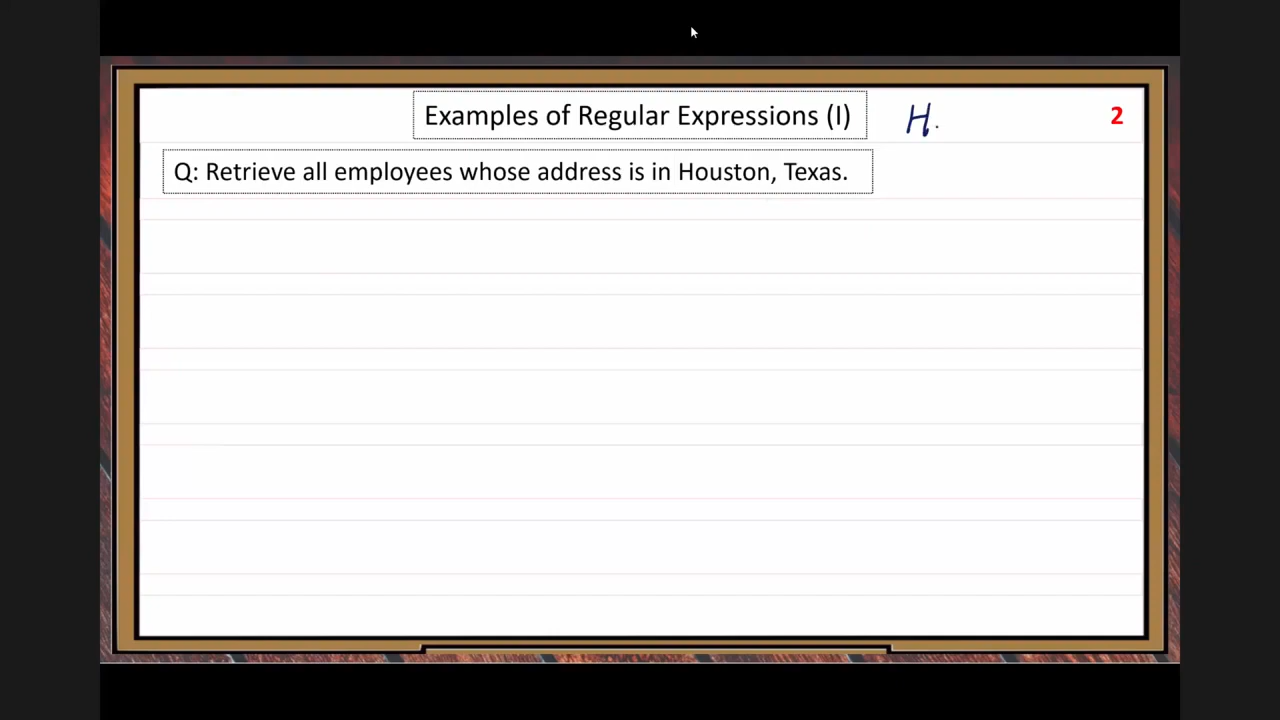 Examples of Regular Expressions (I) H. 2
Q: Retrieve all employees whose address is in Houston, Texas.